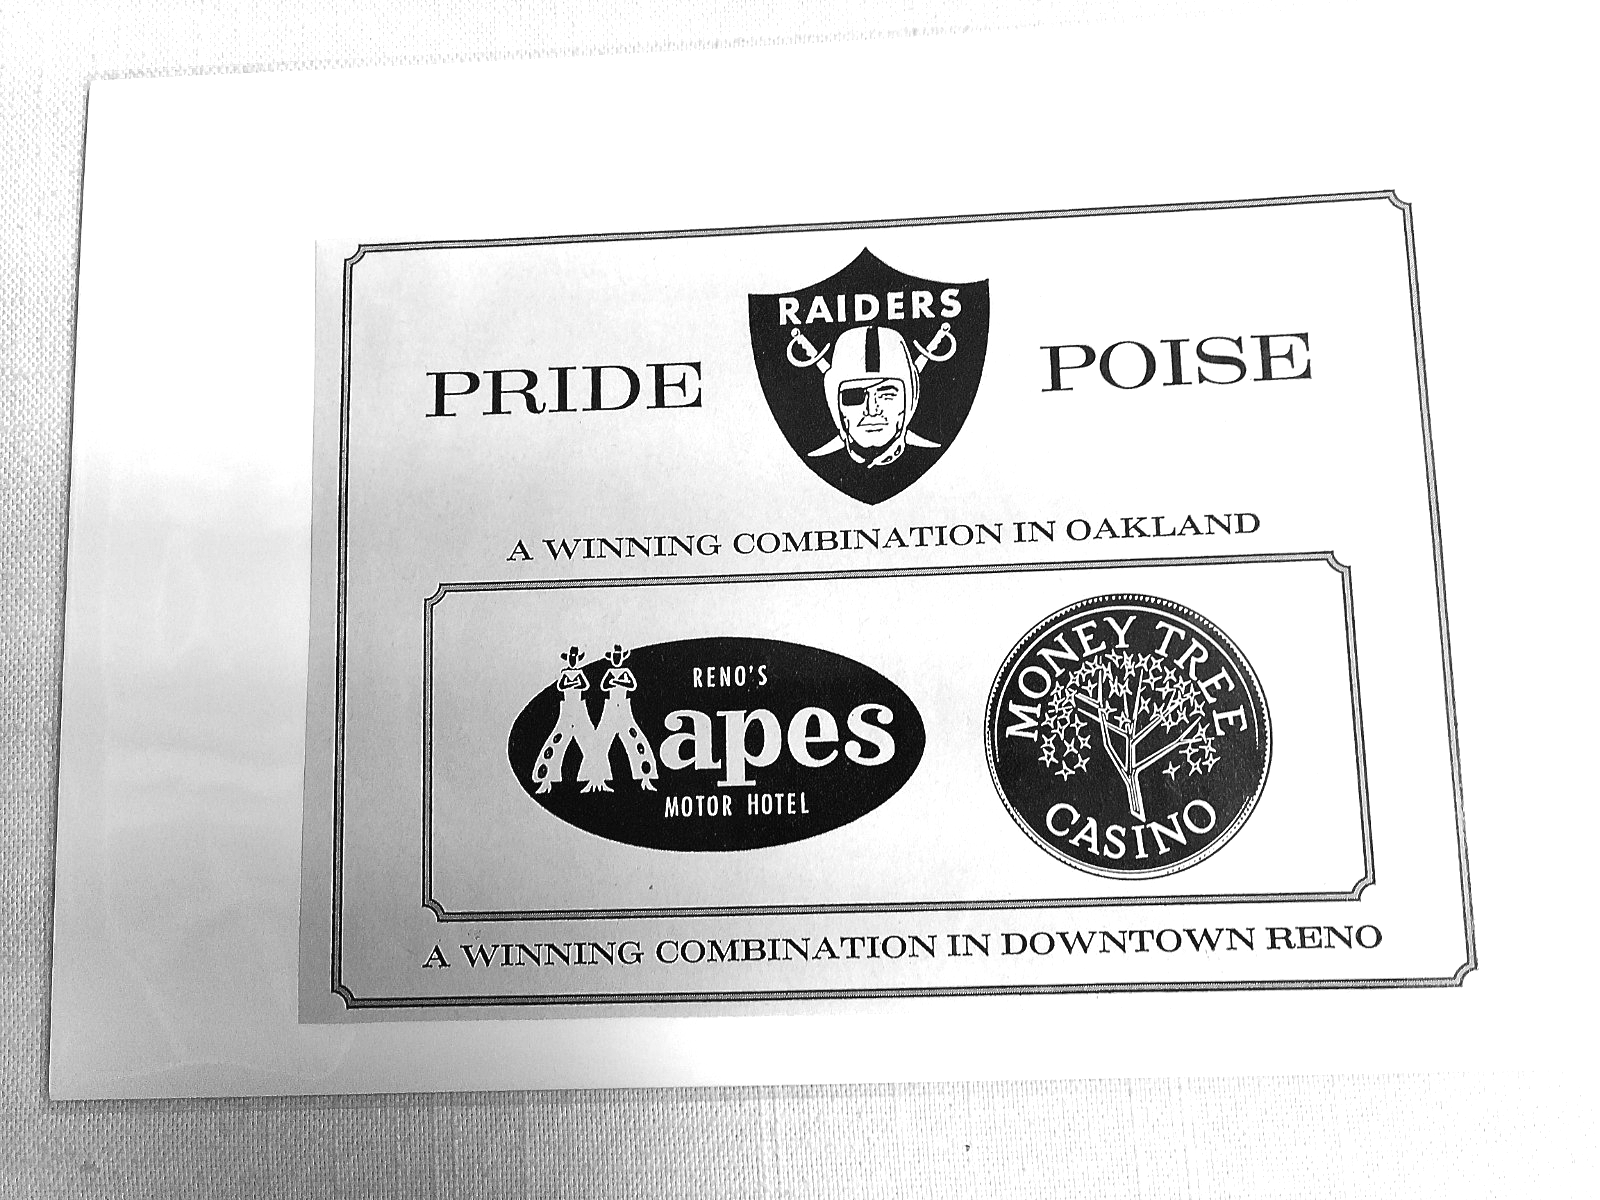 PRIDE
RAIDERS
POISE
A WINNING COMBINATION IN OAKLAND
RENO'S
Mapes
MOTOR HOTEL
MONEY TREE
CASINO
A WINNING COMBINATION IN DOWNTOWN RENO